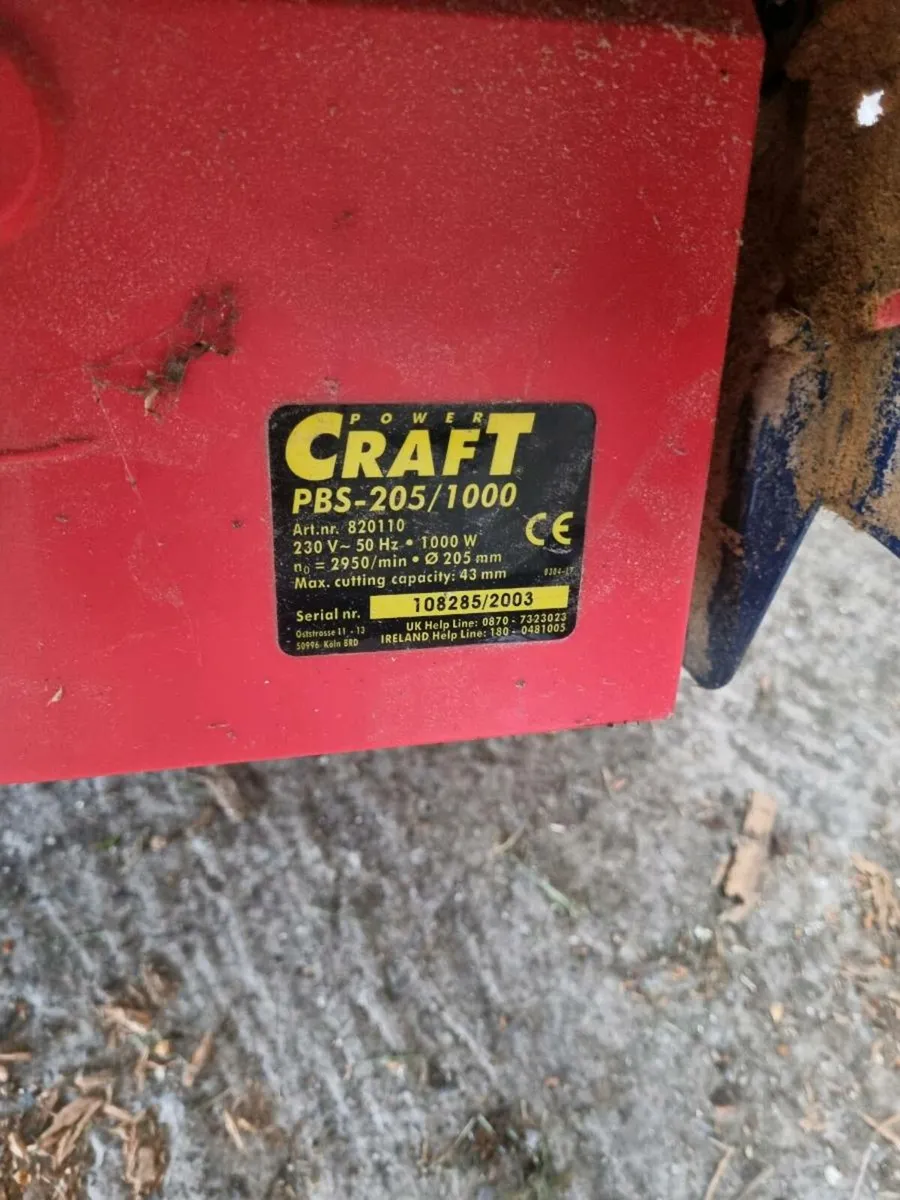 POWER
CRAFT
PBS-205/1000
Art.nr. 820110
230 V~ 50 Hz • 1000 W
n₀ = 2950/min • Ø 205 mm
Max. cutting capacity: 43 mm
CE
0304-17
Serial nr. 108285/2003
Oststrasse 11 - 13
50996 Köln BRD
UK Help Line: 0870 - 7323023
IRELAND Help Line: 180 - 0481005